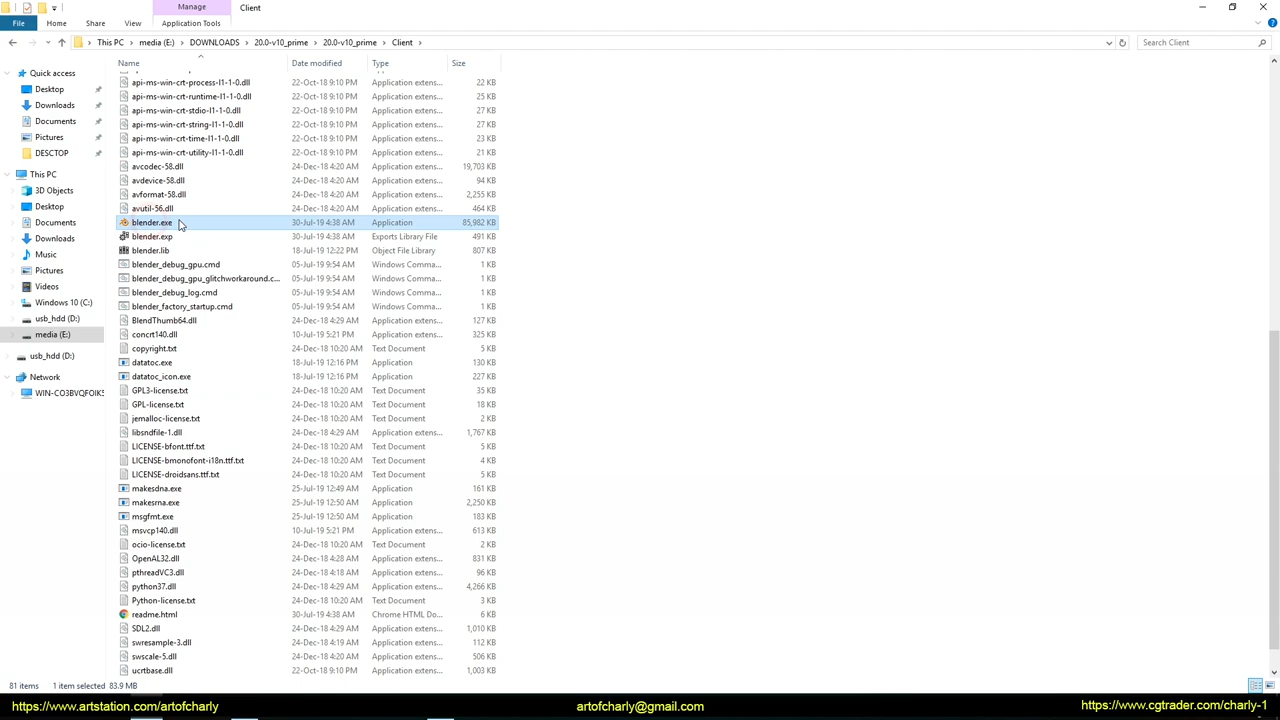 Manage
Client
File
Home
Share
View
Application Tools
This PC
media (E:)
DOWNLOADS
20.0-v10_prime
20.0-v10_prime
Client
Search Client
Name
Date modified
Type
Size
Quick access
Desktop
Downloads
Documents
Pictures
DESCTOP
This PC
3D Objects
Desktop
Documents
Downloads
Music
Pictures
Videos
Windows 10 (C:)
usb_hdd (D:)
media (E:)
usb_hdd (D:)
Network
WIN-CO3BVQFOIK5
api-ms-win-crt-process-l1-1-0.dll 22-Oct-18 9:10 PM Application extens... 22 KB
api-ms-win-crt-runtime-l1-1-0.dll 22-Oct-18 9:10 PM Application extens... 25 KB
api-ms-win-crt-stdio-l1-1-0.dll 22-Oct-18 9:10 PM Application extens... 27 KB
api-ms-win-crt-string-l1-1-0.dll 22-Oct-18 9:10 PM Application extens... 27 KB
api-ms-win-crt-time-l1-1-0.dll 22-Oct-18 9:10 PM Application extens... 23 KB
api-ms-win-crt-utility-l1-1-0.dll 22-Oct-18 9:10 PM Application extens... 21 KB
avcodec-58.dll 24-Dec-18 4:20 AM Application extens... 19,703 KB
avdevice-58.dll 24-Dec-18 4:20 AM Application extens... 94 KB
avformat-58.dll 24-Dec-18 4:20 AM Application extens... 2,255 KB
avutil-56.dll 24-Dec-18 4:20 AM Application extens... 464 KB
blender.exe 30-Jul-19 4:38 AM Application 85,982 KB
blender.exp 30-Jul-19 4:38 AM Exports Library File 491 KB
blender.lib 18-Jul-19 12:22 PM Object File Library 807 KB
blender_debug_gpu.cmd 05-Jul-19 9:54 AM Windows Comma... 1 KB
blender_debug_gpu_glitchworkaround.c... 05-Jul-19 9:54 AM Windows Comma... 1 KB
blender_debug_log.cmd 05-Jul-19 9:54 AM Windows Comma... 1 KB
blender_factory_startup.cmd 05-Jul-19 9:54 AM Windows Comma... 1 KB
BlendThumb64.dll 24-Dec-18 4:29 AM Application extens... 127 KB
concrt140.dll 10-Jul-19 5:21 PM Application extens... 325 KB
copyright.txt 24-Dec-18 10:20 AM Text Document 5 KB
datatoc.exe 18-Jul-19 12:16 PM Application 130 KB
datatoc_icon.exe 18-Jul-19 12:16 PM Application 227 KB
GPL3-license.txt 24-Dec-18 10:20 AM Text Document 35 KB
GPL-license.txt 24-Dec-18 10:20 AM Text Document 18 KB
jemalloc-license.txt 24-Dec-18 10:20 AM Text Document 2 KB
libsndfile-1.dll 24-Dec-18 4:29 AM Application extens... 1,767 KB
LICENSE-bfont.ttf.txt 24-Dec-18 10:20 AM Text Document 5 KB
LICENSE-bmonofont-i18n.ttf.txt 24-Dec-18 10:20 AM Text Document 4 KB
LICENSE-droidsans.ttf.txt 24-Dec-18 10:20 AM Text Document 5 KB
makesdna.exe 25-Jul-19 12:49 AM Application 161 KB
makesrna.exe 25-Jul-19 12:50 AM Application 2,250 KB
msgfmt.exe 25-Jul-19 12:50 AM Application 183 KB
msvcp140.dll 10-Jul-19 5:21 PM Application extens... 613 KB
ocio-license.txt 24-Dec-18 10:20 AM Text Document 2 KB
OpenAL32.dll 24-Dec-18 4:28 AM Application extens... 831 KB
pthreadVC3.dll 24-Dec-18 4:18 AM Application extens... 96 KB
python37.dll 24-Dec-18 4:29 AM Application extens... 4,266 KB
Python-license.txt 24-Dec-18 10:20 AM Text Document 3 KB
readme.html 30-Jul-19 4:38 AM Chrome HTML Do... 6 KB
SDL2.dll 24-Dec-18 4:29 AM Application extens... 1,010 KB
swresample-3.dll 24-Dec-18 4:19 AM Application extens... 112 KB
swscale-5.dll 24-Dec-18 4:20 AM Application extens... 506 KB
ucrtbase.dll 22-Oct-18 9:10 PM Application extens... 1,003 KB
81 items 1 item selected 83.9 MB
https://www.artstation.com/artofcharly
artofcharly@gmail.com
https://www.cgtrader.com/charly-1